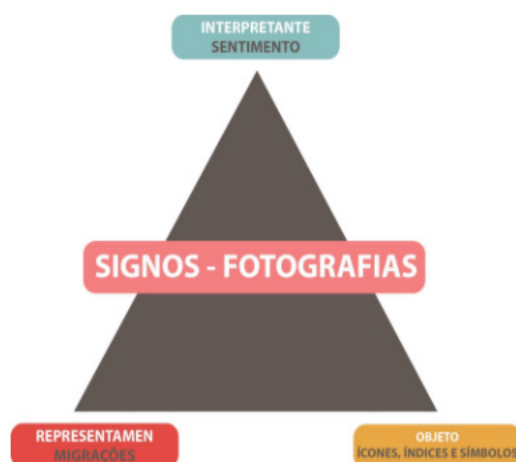 INTERPRETANTE
SENTIMENTO
SIGNOS - FOTOGRAFIAS
REPRESENTAMEN
MIGRAÇÕES
OBJETO
ÍCONES, ÍNDICES E SÍMBOLOS